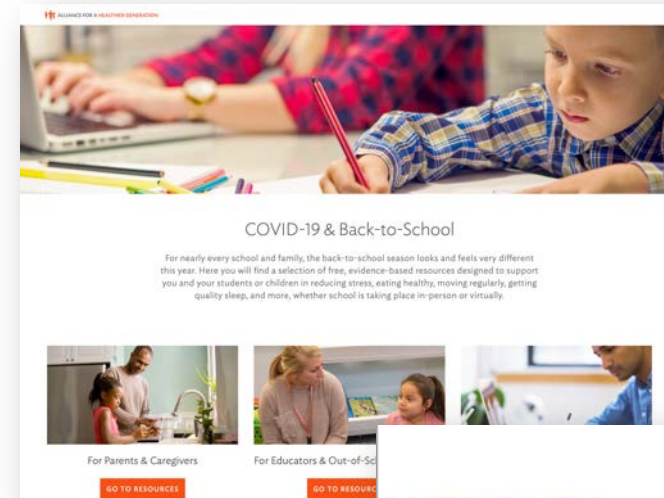 ALLIANCE FOR A HEALTHIER GENERATION
COVID-19 & Back-to-School
For nearly every school and family, the back-to-school season looks and feels very different
this year. Here you will find a selection of free, evidence-based resources designed to support
you and your students or children in reducing stress, eating healthy, moving regularly, getting
quality sleep, and more, whether school is taking place in-person or virtually.
For Parents & Caregivers
For Educators & Out-of-Sc
GO TO RESOURCES
GO TO RESOURC